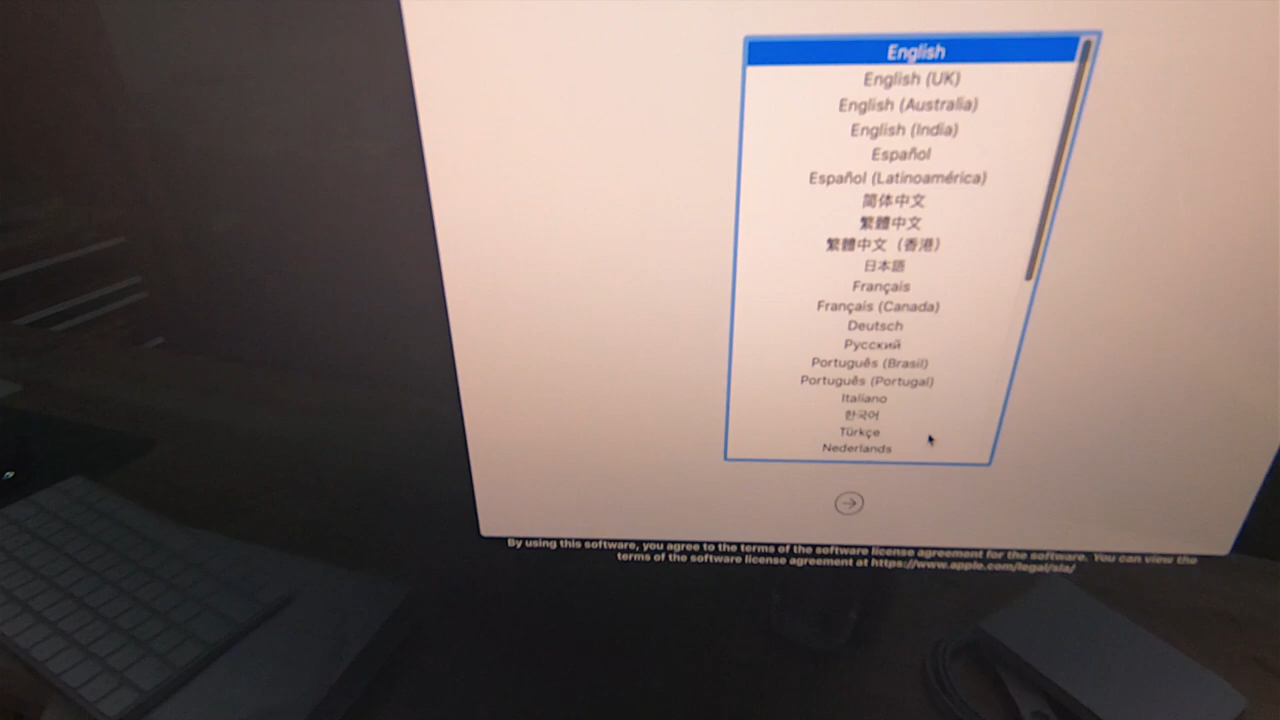 English
English (UK)
English (Australia)
English (India)
Español
Español (Latinoamérica)
简体中文
繁體中文
繁體中文（香港）
日本語
Français
Français (Canada)
Deutsch
Русский
Português (Brasil)
Português (Portugal)
Italiano
한국어
Türkçe
Nederlands
By using this software, you agree to the terms of the software license agreement for the software. You can view the
terms of the software license agreement at https://www.apple.com/legal/sla/